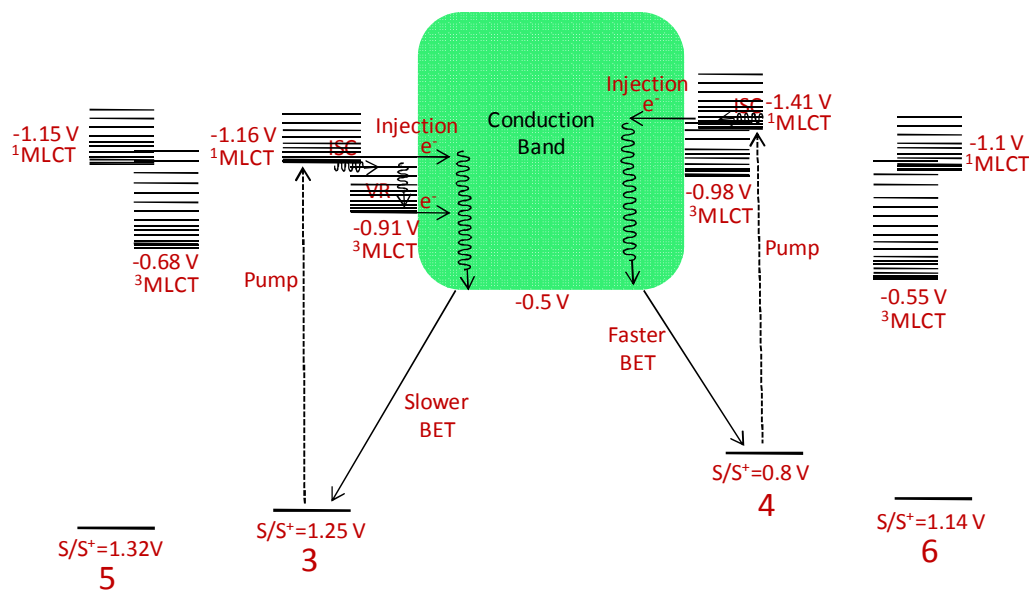 -1.15 V
¹MLCT
-0.68 V
³MLCT
S/S⁺=1.32V
5
-1.16 V
¹MLCT
ISC
VR
-0.91 V
³MLCT
Pump
S/S⁺=1.25 V
3
Injection
e⁻
e⁻
Conduction
Band
-0.5 V
Slower
BET
Injection
e⁻
ISC
-1.41 V
¹MLCT
-0.98 V
³MLCT
Pump
Faster
BET
S/S⁺=0.8 V
4
-1.1 V
¹MLCT
-0.55 V
³MLCT
S/S⁺=1.14 V
6